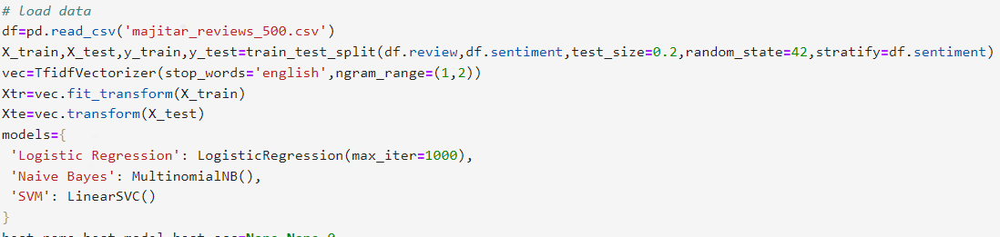 # load data
df=pd.read_csv('majitar_reviews_500.csv')
X_train,X_test,y_train,y_test=train_test_split(df.review,df.sentiment,test_size=0.2,random_state=42,stratify=df.sentiment)
vec=TfidfVectorizer(stop_words='english',ngram_range=(1,2))
Xtr=vec.fit_transform(X_train)
Xte=vec.transform(X_test)
models={
 'Logistic Regression': LogisticRegression(max_iter=1000),
 'Naive Bayes': MultinomialNB(),
 'SVM': LinearSVC()
}